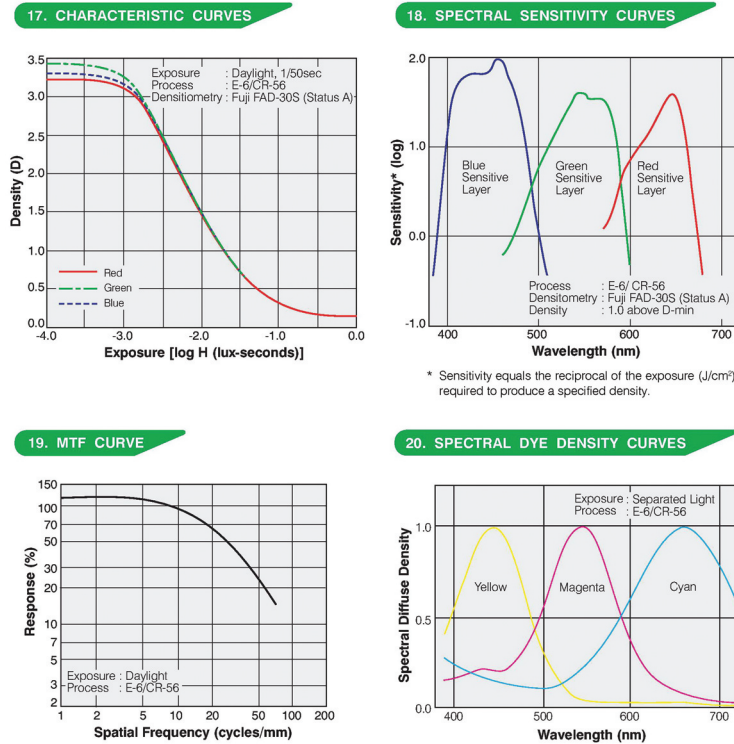 17. CHARACTERISTIC CURVES
3.5
3.0
2.5
2.0
1.5
1.0
0.5
0.0
Density (D)
Exposure : Daylight, 1/50sec
Process : E-6/CR-56
Densitiometry : Fuji FAD-30S (Status A)
Red
Green
Blue
-4.0 -3.0 -2.0 -1.0 0.0
Exposure [log H (lux-seconds)]
18. SPECTRAL SENSITIVITY CURVES
2.0
1.0
0.0
-1.0
Sensitivity* (log)
Blue
Sensitive
Layer
Green
Sensitive
Layer
Red
Sensitive
Layer
Process : E-6/ CR-56
Densitometry : Fuji FAD-30S (Status A)
Density : 1.0 above D-min
400 500 600 700
Wavelength (nm)
* Sensitivity equals the reciprocal of the exposure (J/cm²)
required to produce a specified density.
19. MTF CURVE
150
100
70
50
30
20
10
7
5
3
2
Response (%)
Exposure : Daylight
Process : E-6/CR-56
1 2 5 10 20 50 100 200
Spatial Frequency (cycles/mm)
20. SPECTRAL DYE DENSITY CURVES
Exposure : Separated Light
Process : E-6/CR-56
1.0
0.5
0.0
Spectral Diffuse Density
Yellow
Magenta
Cyan
400 500 600 700
Wavelength (nm)